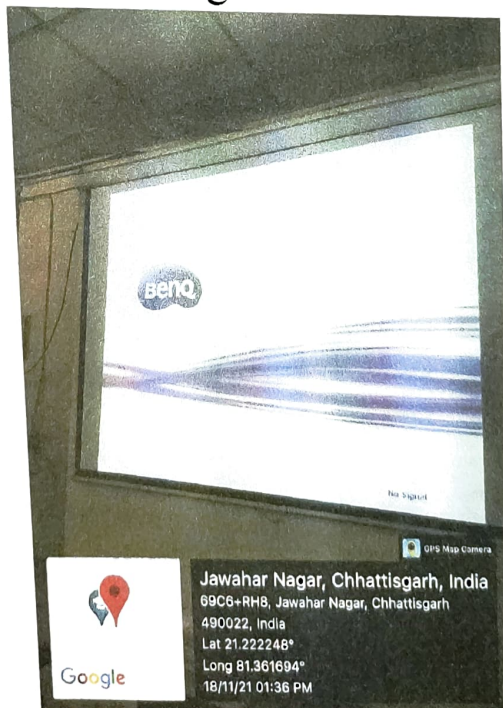 BenQ
No Signal
GPS Map Camera
Google
Jawahar Nagar, Chhattisgarh, India
69C6+RH8, Jawahar Nagar, Chhattisgarh
490022, India
Lat 21.222248°
Long 81.361694°
18/11/21 01:36 PM